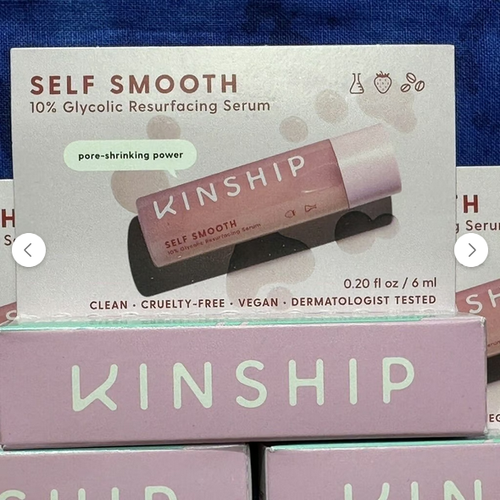 SELF SMOOTH
10% Glycolic Resurfacing Serum
pore-shrinking power
KINSHIP
SELF SMOOTH
10% Glycolic Resurfacing Serum
0.20 fl oz / 6 ml
CLEAN · CRUELTY-FREE · VEGAN · DERMATOLOGIST TESTED
KINSHIP